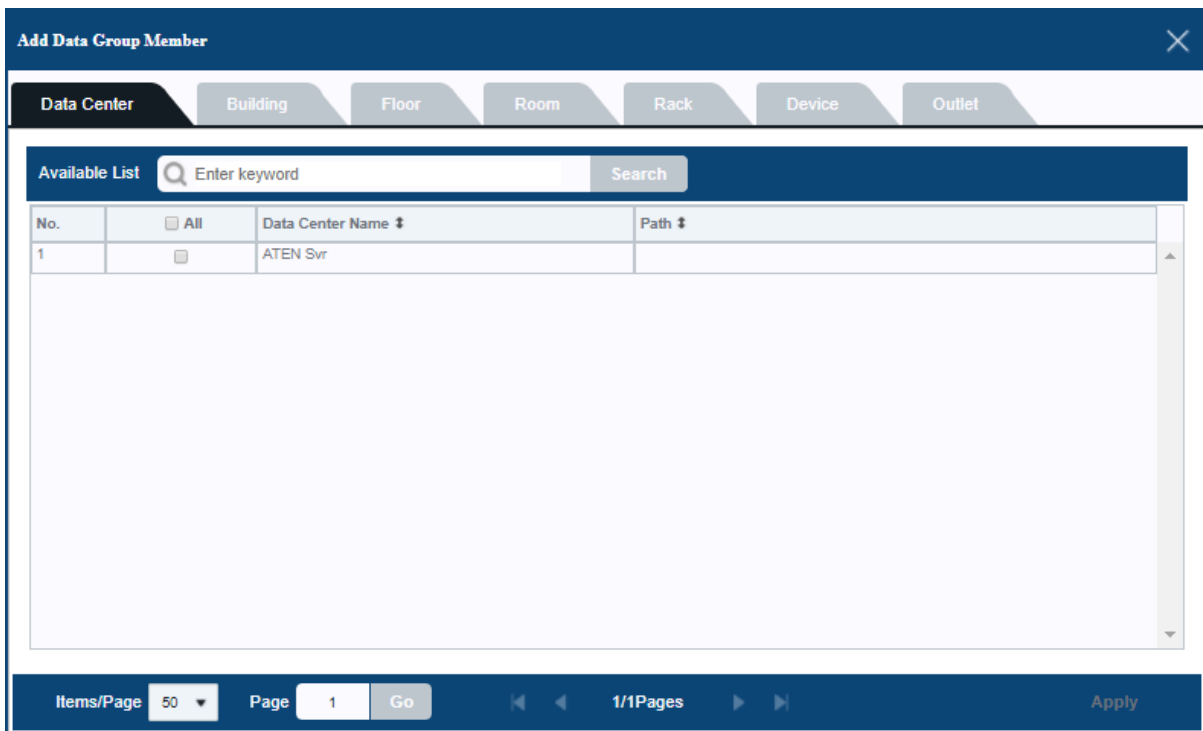 Add Data Group Member
Data Center Building Floor Room Rack Device Outlet
Available List Enter keyword Search
No. All Data Center Name Path
1 ATEN Svr
Items/Page 50 Page 1 Go 1/1Pages Apply